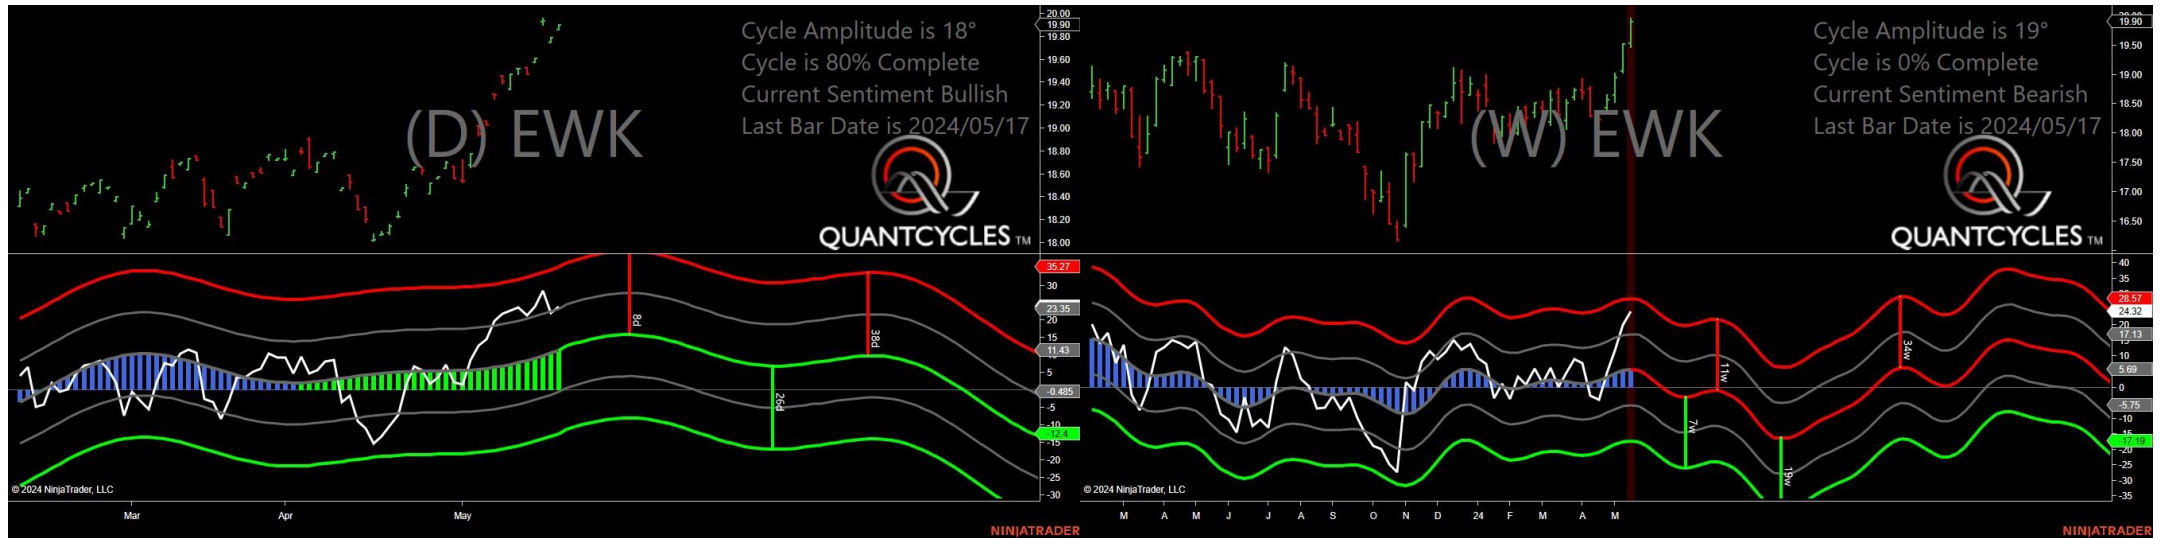 (D) EWK
Cycle Amplitude is 18°
Cycle is 80% Complete
Current Sentiment Bullish
Last Bar Date is 2024/05/17
QUANTCYCLES TM
20.00
19.90
19.80
19.60
19.40
19.20
19.00
18.80
18.60
18.40
18.20
18.00
35.27
30
23.35
20
15
11.43
5
-0.485
-5
-10
-12.4
-15
-20
-25
-30
8d
26d
38d
© 2024 NinjaTrader, LLC
Mar
Apr
May
NINJATRADER
(W) EWK
Cycle Amplitude is 19°
Cycle is 0% Complete
Current Sentiment Bearish
Last Bar Date is 2024/05/17
QUANTCYCLES TM
20.00
19.90
19.50
19.00
18.50
18.00
17.50
17.00
16.50
40
35
28.57
24.32
17.13
10
5.69
0
-5.75
-10
-17.19
-20
-25
-30
-35
7w
11w
19w
34w
© 2024 NinjaTrader, LLC
M
A
M
J
J
A
S
O
N
D
24
F
M
A
M
NINJATRADER